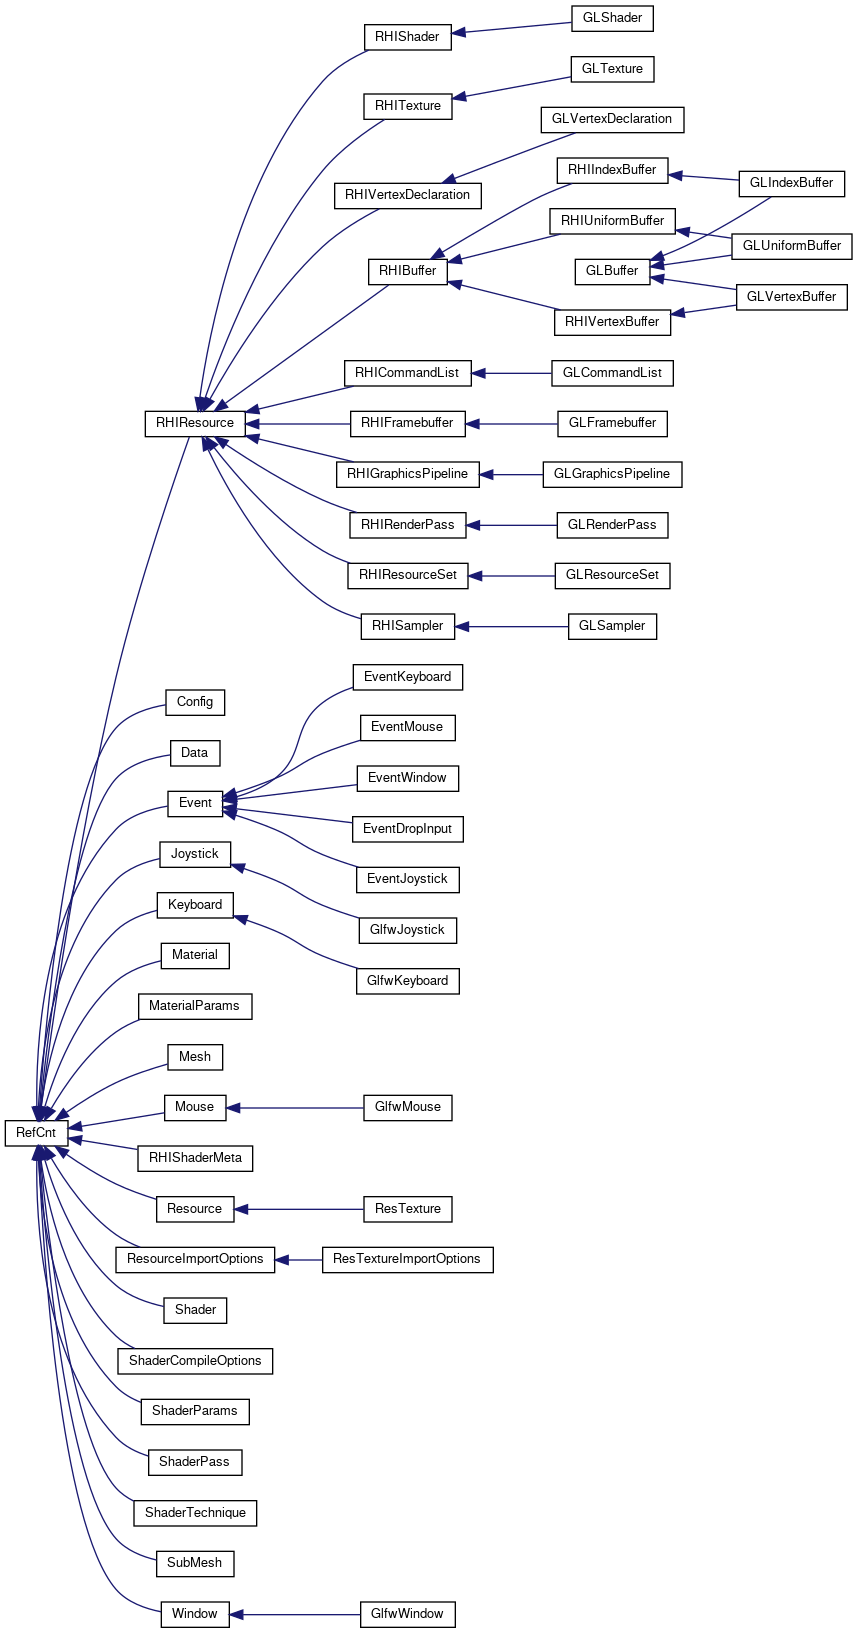 GLShader
RHIShader
GLTexture
RHITexture
GLVertexDeclaration
RHIIndexBuffer
GLIndexBuffer
RHIVertexDeclaration
RHIUniformBuffer
GLUniformBuffer
RHIBuffer
GLBuffer
GLVertexBuffer
RHIVertexBuffer
RHICommandList
GLCommandList
RHIResource
RHIFramebuffer
GLFramebuffer
RHIGraphicsPipeline
GLGraphicsPipeline
RHIRenderPass
GLRenderPass
RHIResourceSet
GLResourceSet
RHISampler
GLSampler
EventKeyboard
Config
EventMouse
Data
EventWindow
Event
EventDropInput
Joystick
EventJoystick
Keyboard
GlfwJoystick
Material
GlfwKeyboard
MaterialParams
Mesh
Mouse
GlfwMouse
RefCnt
RHIShaderMeta
Resource
ResTexture
ResourceImportOptions
ResTextureImportOptions
Shader
ShaderCompileOptions
ShaderParams
ShaderPass
ShaderTechnique
SubMesh
Window
GlfwWindow